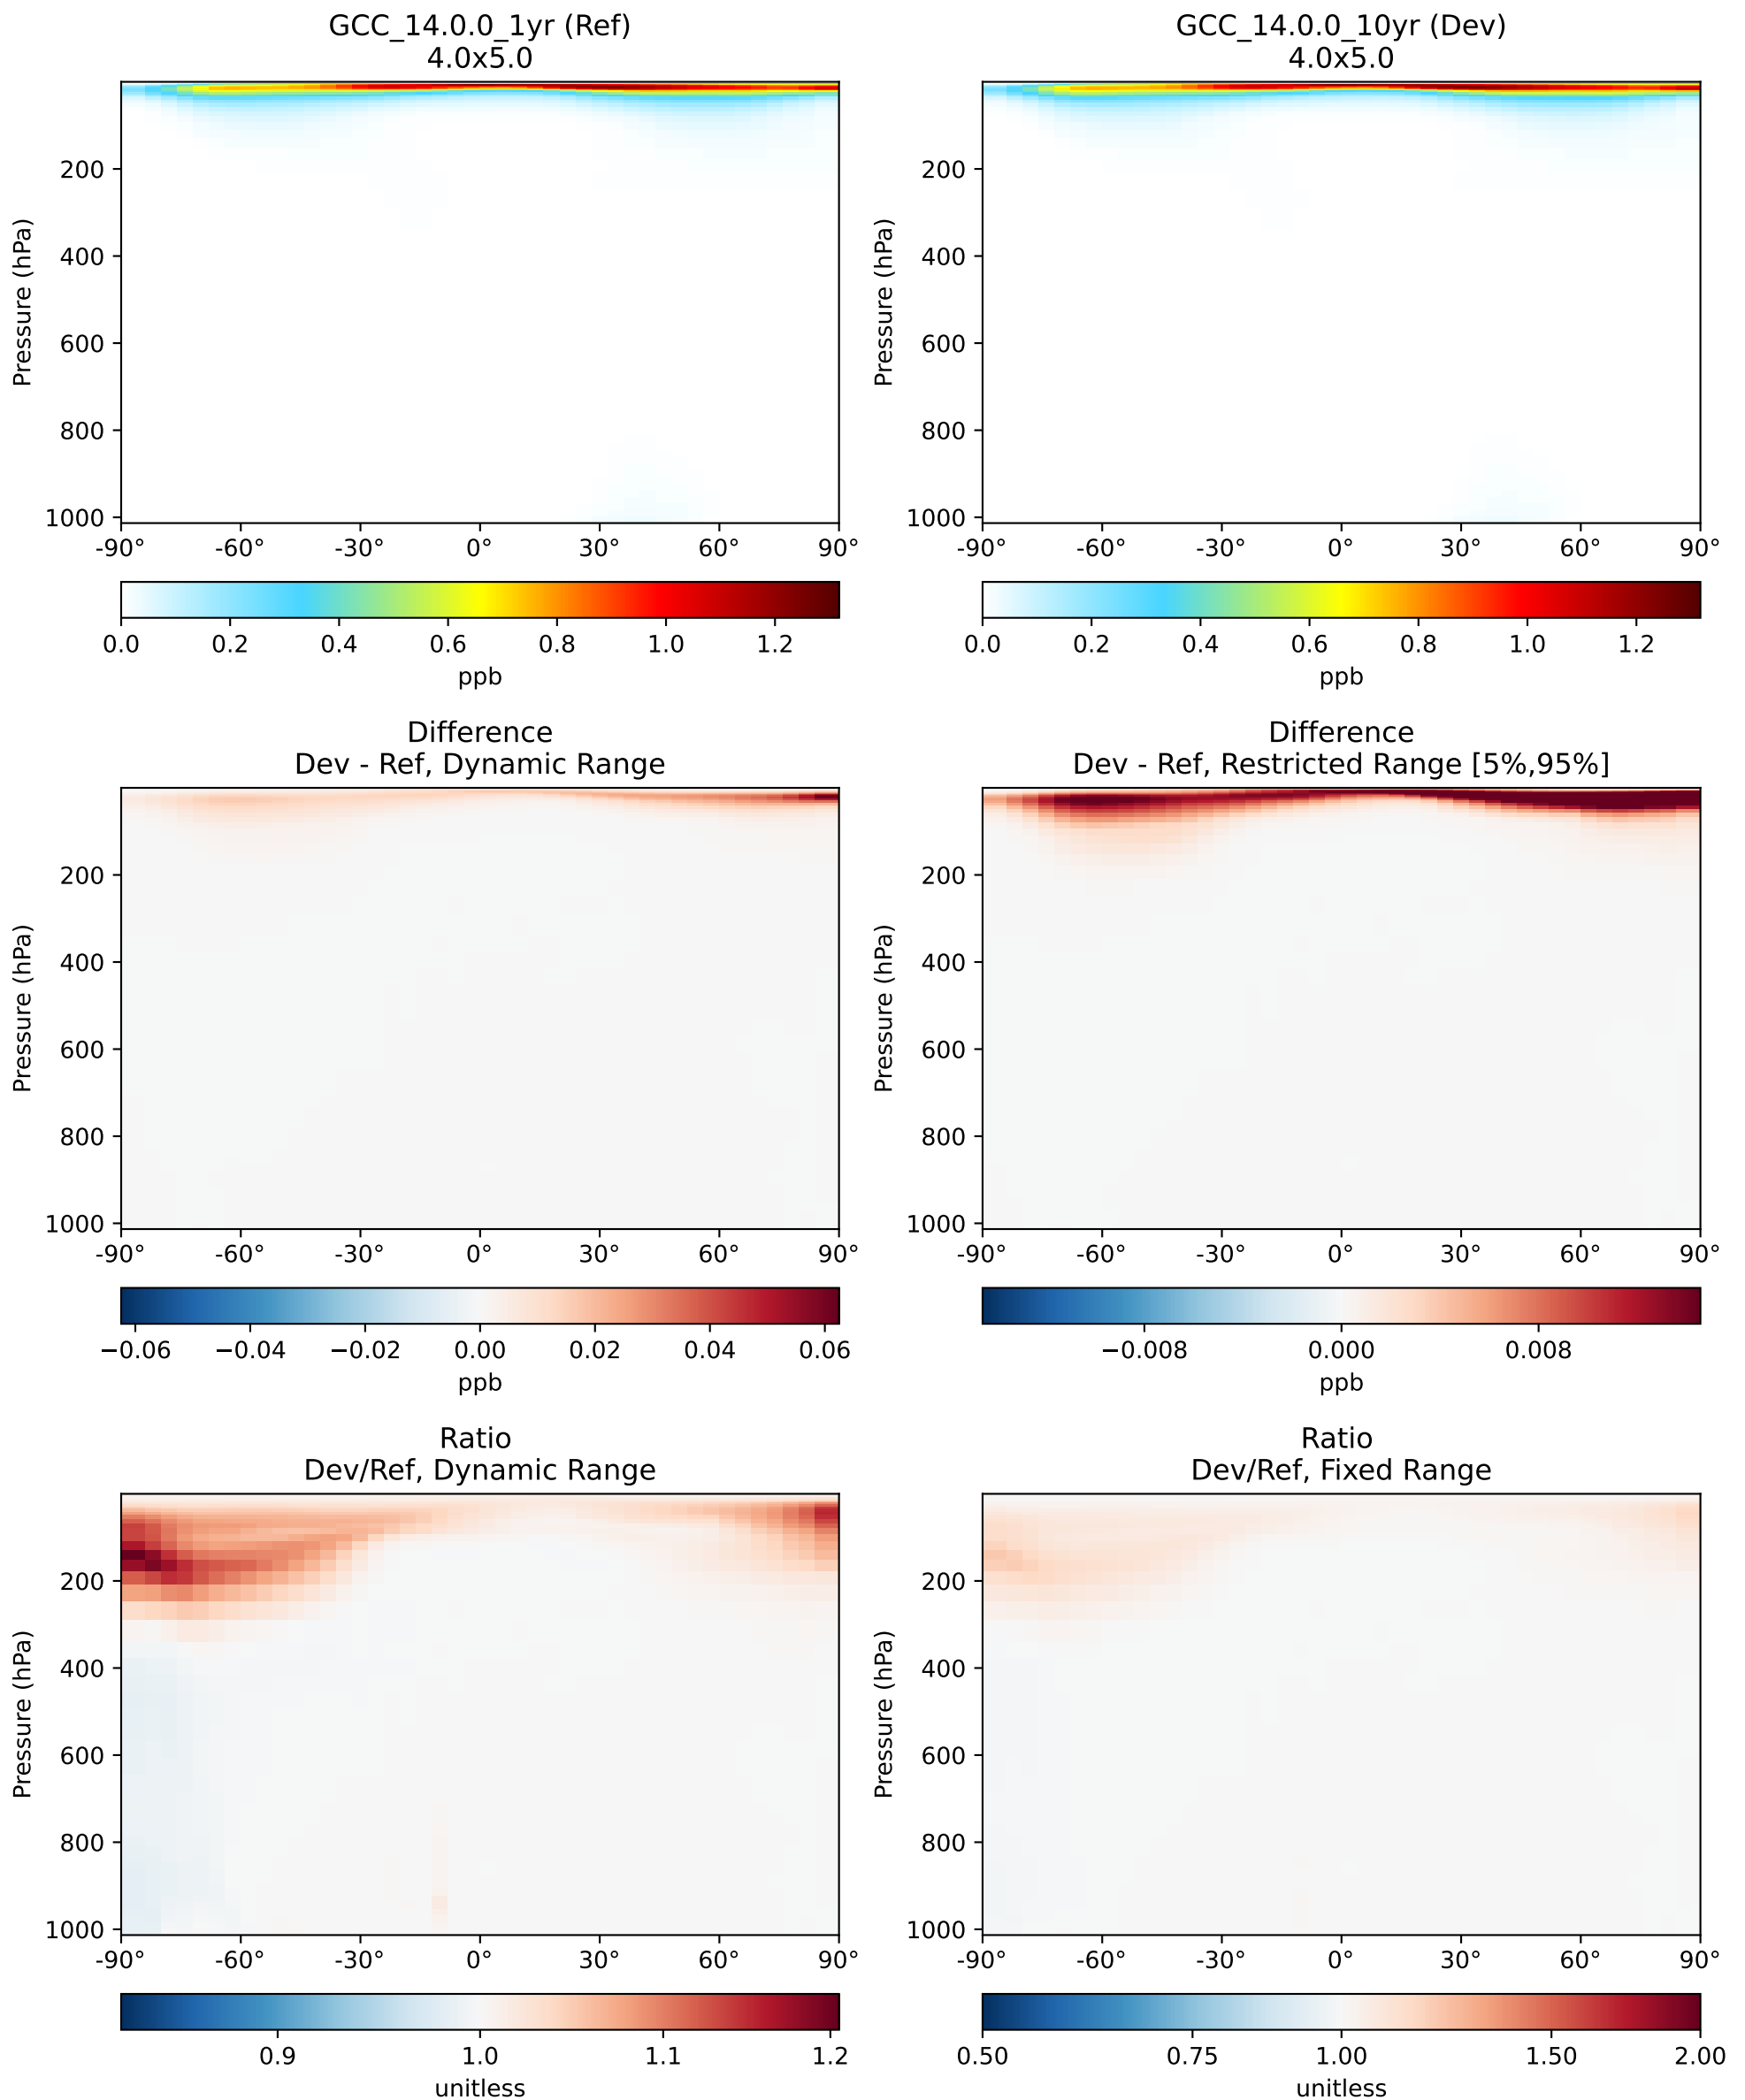 GCC_14.0.0_1yr (Ref)
4.0x5.0
Pressure (hPa)
200
400
600
800
1000
-90° -60° -30° 0° 30° 60° 90°
0.0 0.2 0.4 0.6 0.8 1.0 1.2
ppb
GCC_14.0.0_10yr (Dev)
4.0x5.0
Pressure (hPa)
200
400
600
800
1000
-90° -60° -30° 0° 30° 60° 90°
0.0 0.2 0.4 0.6 0.8 1.0 1.2
ppb
Difference
Dev - Ref, Dynamic Range
Pressure (hPa)
200
400
600
800
1000
-90° -60° -30° 0° 30° 60° 90°
−0.06 −0.04 −0.02 0.00 0.02 0.04 0.06
ppb
Difference
Dev - Ref, Restricted Range [5%,95%]
Pressure (hPa)
200
400
600
800
1000
-90° -60° -30° 0° 30° 60° 90°
−0.008 0.000 0.008
ppb
Ratio
Dev/Ref, Dynamic Range
Pressure (hPa)
200
400
600
800
1000
-90° -60° -30° 0° 30° 60° 90°
0.9 1.0 1.1 1.2
unitless
Ratio
Dev/Ref, Fixed Range
Pressure (hPa)
200
400
600
800
1000
-90° -60° -30° 0° 30° 60° 90°
0.50 0.75 1.00 1.50 2.00
unitless